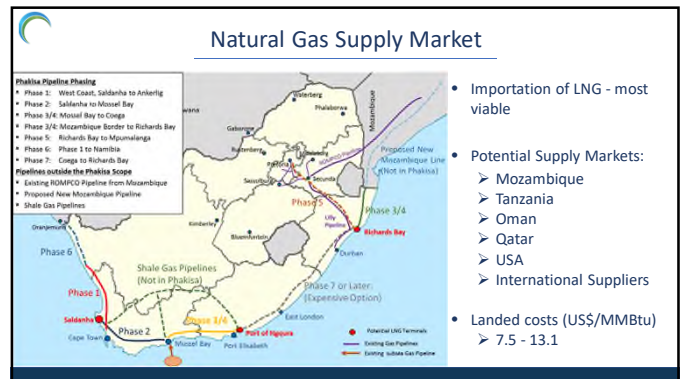 Natural Gas Supply Market
Phakisa Pipeline Phasing
• Phase 1: West Coast, Saldanha to Ankerlig
• Phase 2: Saldanha to Mossel Bay
• Phase 3/4: Mossel Bay to Coega
• Phase 3/4: Mozambique Border to Richards Bay
• Phase 5: Richards Bay to Mpumalanga
• Phase 6: Phase 1 to Namibia
• Phase 7: Coega to Richards Bay
Pipelines outside the Phakisa Scope
• Existing ROMPCO Pipeline from Mozambique
• Proposed New Mozambique Pipeline
• Shale Gas Pipelines
Waterberg
Phalaborwa
Mozambique
Gaborone
Rustenburg
Pretoria
ROMPCO Pipeline
Proposed New
Mozambique Line
(Not in Phakisa)
Secunda
Sasolburg
Phase 5
Phase 3/4
Lilly
Pipeline
Richards Bay
Oranjemund
Kimberley
Bloemfontein
Durban
Phase 6
Shale Gas Pipelines
(Not in Phakisa)
Phase 7 or Later:
(Expensive Option)
Phase 1
Saldanha
Phase 2
Phase 3/4
East London
Port of Ngqura
Cape Town
Mossel Bay
Port Elisabeth
Potential LNG Terminals
Existing Gas Pipelines
Existing subsea Gas Pipeline
• Importation of LNG - most
viable
• Potential Supply Markets:
➢ Mozambique
➢ Tanzania
➢ Oman
➢ Qatar
➢ USA
➢ International Suppliers
• Landed costs (US$/MMBtu)
➢ 7.5 - 13.1